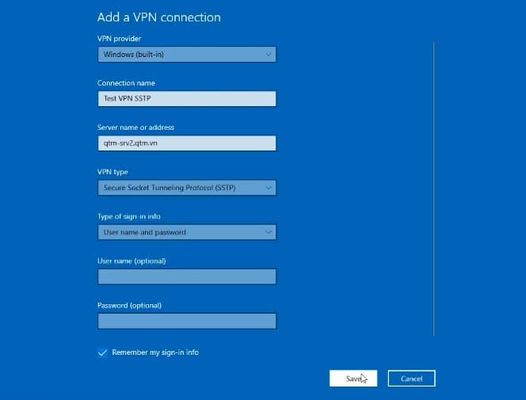 Add a VPN connection
VPN provider
Windows (built-in)
Connection name
Test VPN SSTP
Server name or address
qtm-srv2.qtm.vn
VPN type
Secure Socket Tunneling Protocol (SSTP)
Type of sign-in info
User name and password
User name (optional)
Password (optional)
Remember my sign-in info
Save
Cancel